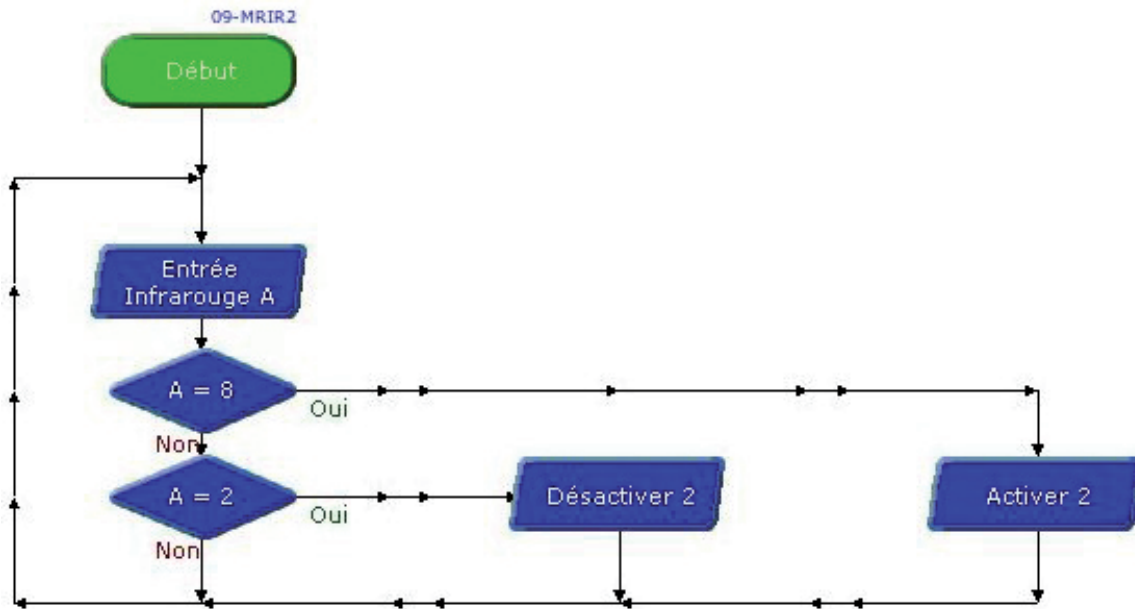 09-MRIR2
Début
Entrée
Infrarouge A
A = 8
Oui
Non
A = 2
Oui
Non
Désactiver 2
Activer 2